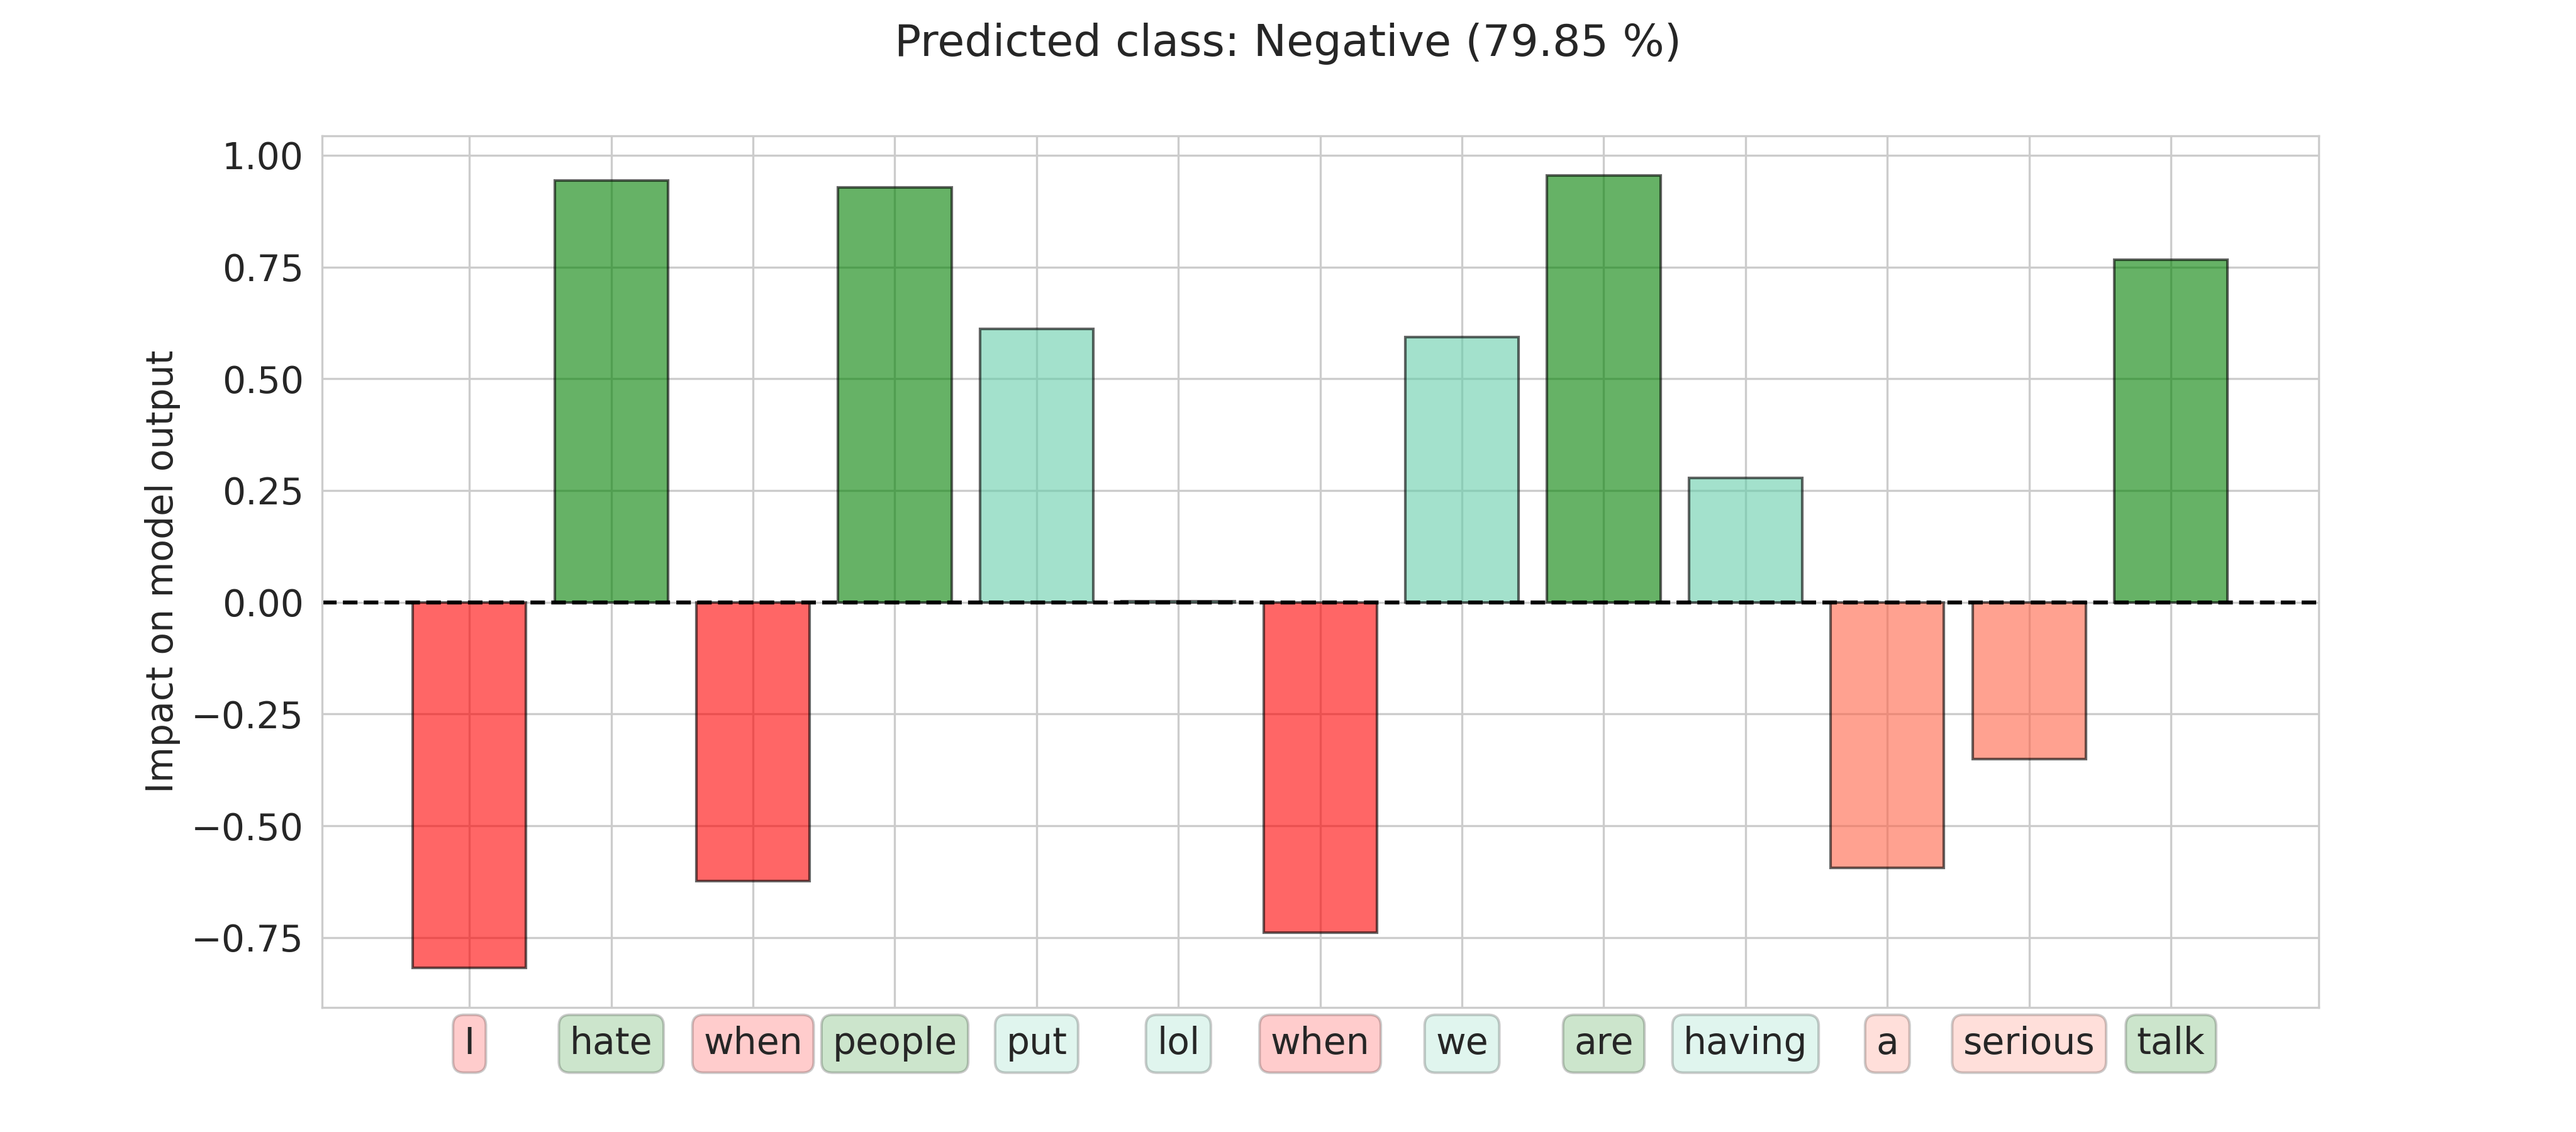 Predicted class: Negative (79.85 %)
Impact on model output
1.00
0.75
0.50
0.25
0.00
−0.25
−0.50
−0.75
I hate when people put lol when we are having a serious talk